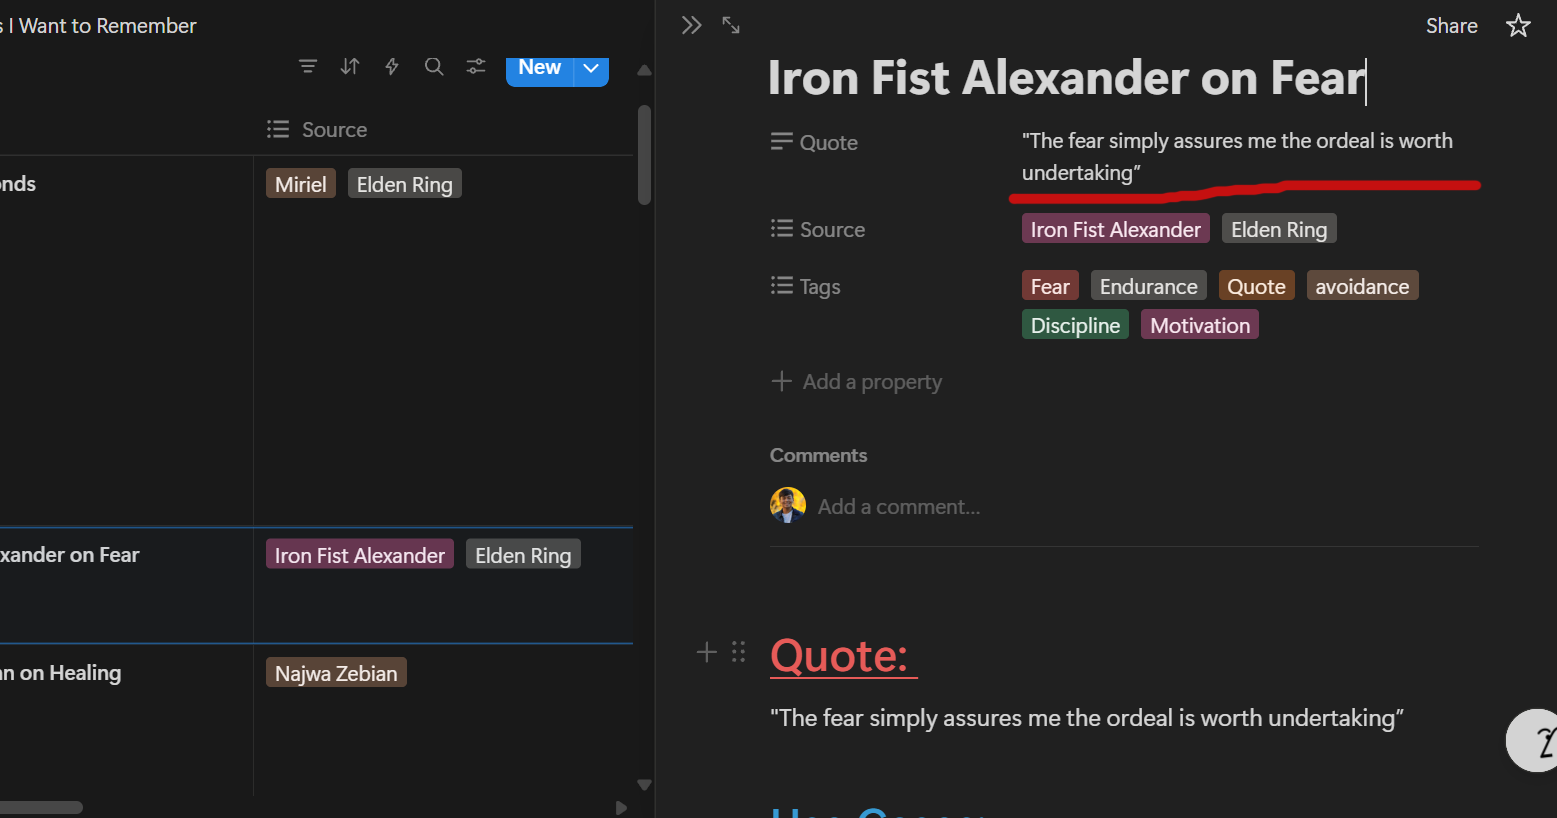 s I Want to Remember
Share
New
Iron Fist Alexander on Fear
Source
Quote
"The fear simply assures me the ordeal is worth
undertaking”
onds
Miriel Elden Ring
Source
Iron Fist Alexander Elden Ring
Tags
Fear Endurance Quote avoidance
Discipline Motivation
Add a property
Comments
Add a comment...
xander on Fear
Iron Fist Alexander Elden Ring
n on Healing
Najwa Zebian
Quote:
"The fear simply assures me the ordeal is worth undertaking”